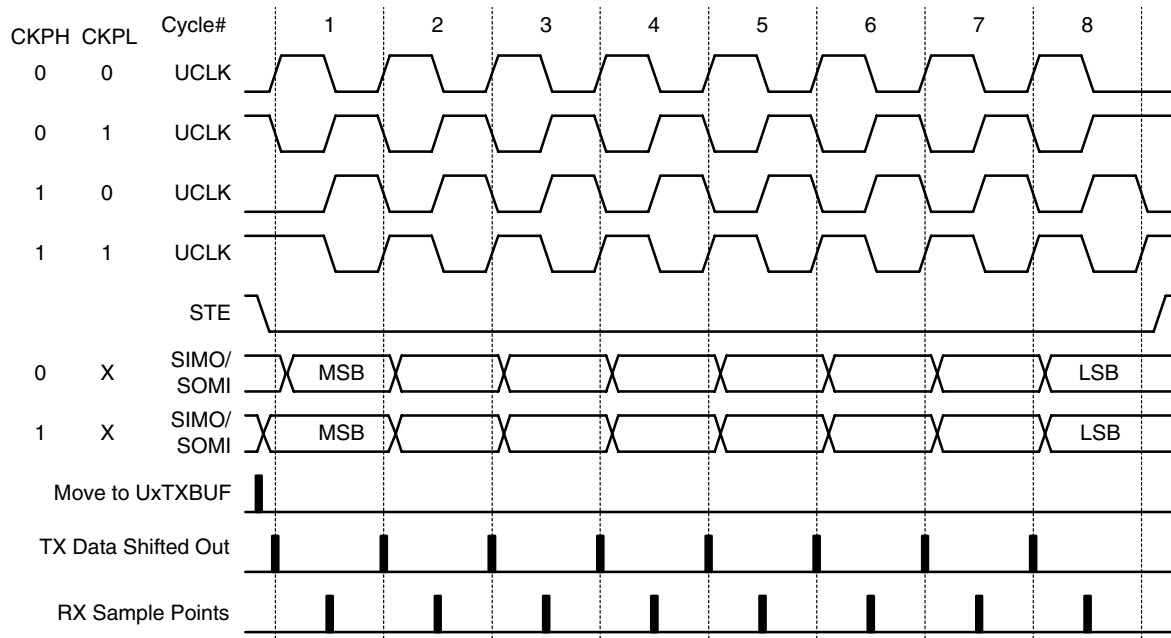 CKPH CKPL Cycle# 1 2 3 4 5 6 7 8
0 0 UCLK
0 1 UCLK
1 0 UCLK
1 1 UCLK
STE
0 X SIMO/
SOMI MSB LSB
1 X SIMO/
SOMI MSB LSB
Move to UxTXBUF
TX Data Shifted Out
RX Sample Points